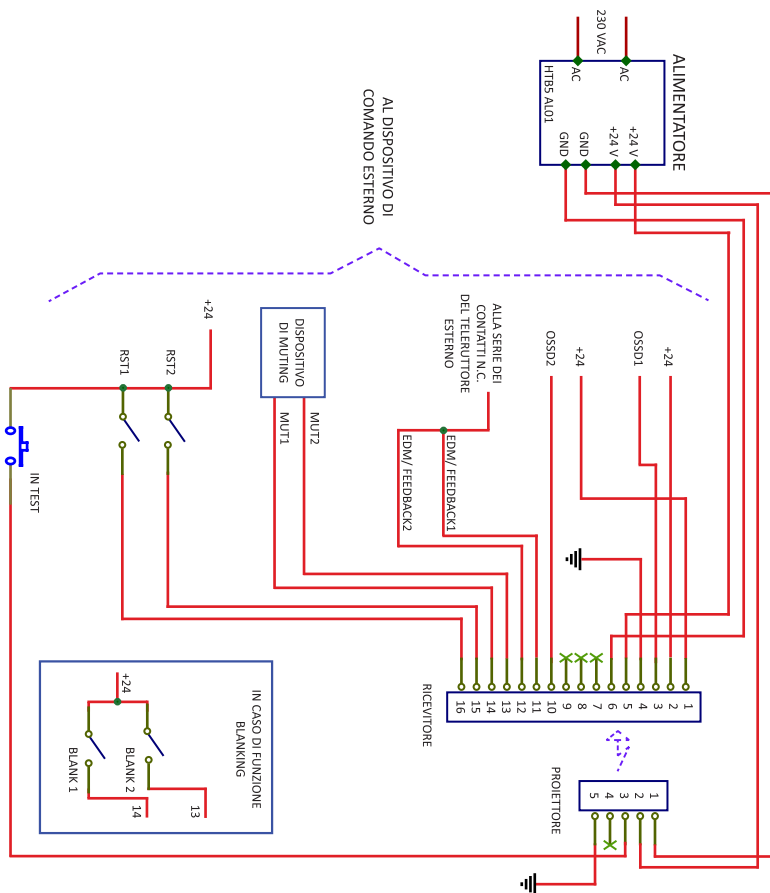 ALIMENTATORE
230 VAC
AC
AC
HTB5 AL01
GND
GND
+24 V
+24 V
AL DISPOSITIVO DI
COMANDO ESTERNO
+24
OSSD1
+24
OSSD2
ALLA SERIE DEI
CONTATTI N.C.
DEL TELERUTTORE
ESTERNO
EDM/ FEEDBACK1
EDM/ FEEDBACK2
DISPOSITIVO
DI MUTING
MUT2
MUT1
+24
RST2
RST1
IN TEST
RICEVITORE
1
2
3
4
5
6
7
8
9
10
11
12
13
14
15
16
PROIETTORE
1
2
3
4
5
IN CASO DI FUNZIONE
BLANKING
+24
BLANK 2
BLANK 1
13
14